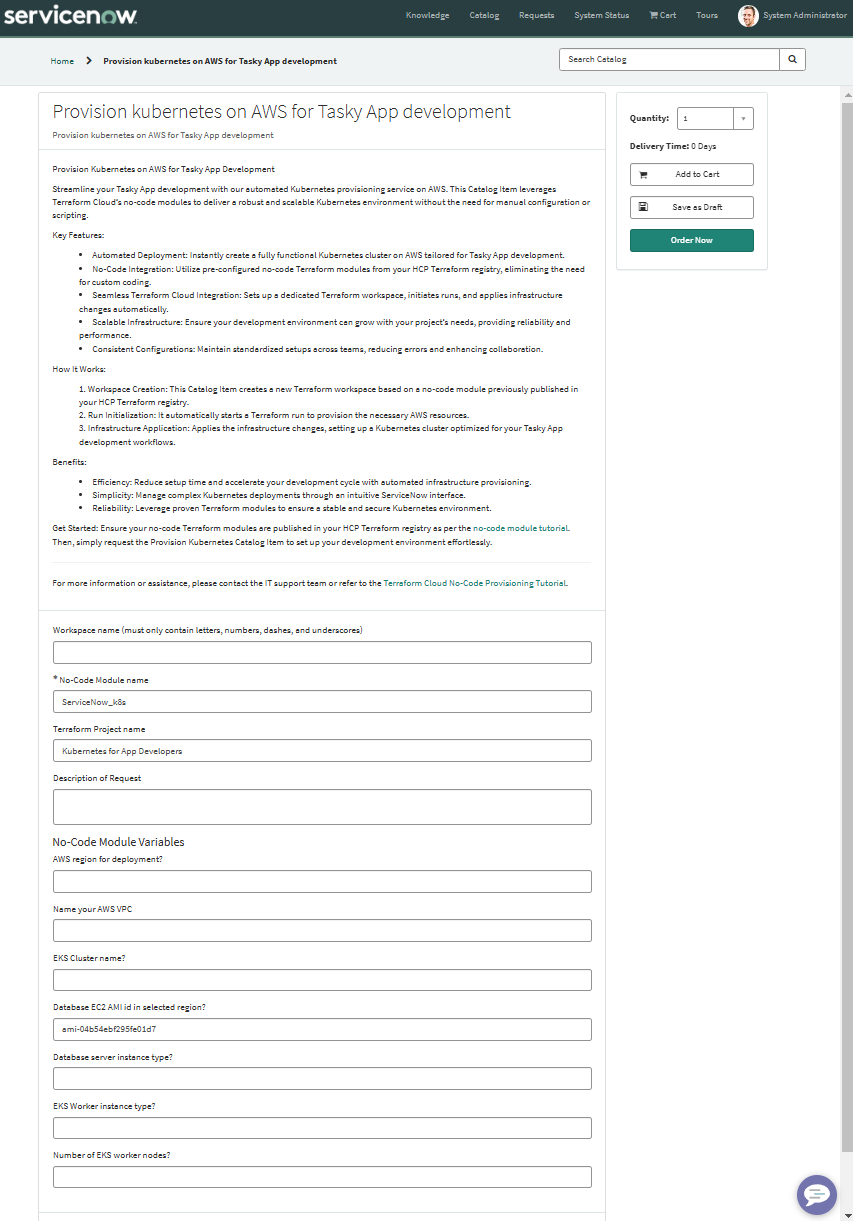 servicenow.
Knowledge Catalog Requests System Status Cart Tours System Administrator
Home > Provision kubernetes on AWS for Tasky App development
Search Catalog
Provision kubernetes on AWS for Tasky App development
Provision kubernetes on AWS for Tasky App development
Provision Kubernetes on AWS for Tasky App Development
Streamline your Tasky App development with our automated Kubernetes provisioning service on AWS. This Catalog Item leverages
Terraform Cloud's no-code modules to deliver a robust and scalable Kubernetes environment without the need for manual configuration or
scripting.
Key Features:
• Automated Deployment: Instantly create a fully functional Kubernetes cluster on AWS tailored for Tasky App development.
• No-Code Integration: Utilize pre-configured no-code Terraform modules from your HCP Terraform registry, eliminating the need
for custom coding.
• Seamless Terraform Cloud Integration: Sets up a dedicated Terraform workspace, initiates runs, and applies infrastructure
changes automatically.
• Scalable Infrastructure: Ensure your development environment can grow with your project's needs, providing reliability and
performance.
• Consistent Configurations: Maintain standardized setups across teams, reducing errors and enhancing collaboration.
How It Works:
1. Workspace Creation: This Catalog Item creates a new Terraform workspace based on a no-code module previously published in
your HCP Terraform registry.
2. Run Initialization: It automatically starts a Terraform run to provision the necessary AWS resources.
3. Infrastructure Application: Applies the infrastructure changes, setting up a Kubernetes cluster optimized for your Tasky App
development workflows.
Benefits:
• Efficiency: Reduce setup time and accelerate your development cycle with automated infrastructure provisioning.
• Simplicity: Manage complex Kubernetes deployments through an intuitive ServiceNow interface.
• Reliability: Leverage proven Terraform modules to ensure a stable and secure Kubernetes environment.
Get Started: Ensure your no-code Terraform modules are published in your HCP Terraform registry as per the no-code module tutorial.
Then, simply request the Provision Kubernetes Catalog Item to set up your development environment effortlessly.
For more information or assistance, please contact the IT support team or refer to the Terraform Cloud No-Code Provisioning Tutorial.
Workspace name (must only contain letters, numbers, dashes, and underscores)
* No-Code Module name
ServiceNow_k8s
Terraform Project name
Kubernetes for App Developers
Description of Request
No-Code Module Variables
AWS region for deployment?
Name your AWS VPC
EKS Cluster name?
Database EC2 AMI id in selected region?
ami-04b54ebf295fe01d7
Database server instance type?
EKS Worker instance type?
Number of EKS worker nodes?
Quantity: 1
Delivery Time: 0 Days
Add to Cart
Save as Draft
Order Now